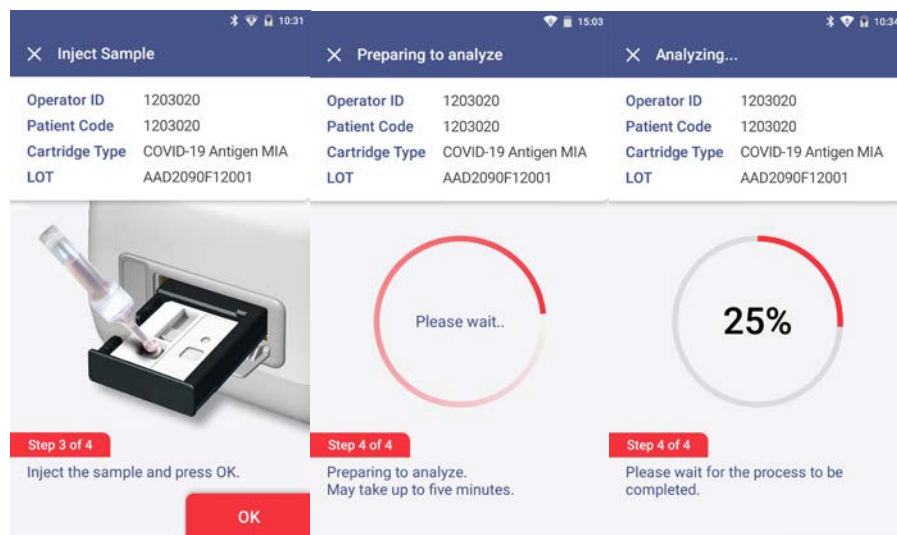 10:31
Inject Sample
Operator ID 1203020
Patient Code 1203020
Cartridge Type COVID-19 Antigen MIA
LOT AAD2090F12001
Step 3 of 4
Inject the sample and press OK.
OK
15:03
Preparing to analyze
Operator ID 1203020
Patient Code 1203020
Cartridge Type COVID-19 Antigen MIA
LOT AAD2090F12001
Please wait..
Step 4 of 4
Preparing to analyze.
May take up to five minutes.
10:34
Analyzing...
Operator ID 1203020
Patient Code 1203020
Cartridge Type COVID-19 Antigen MIA
LOT AAD2090F12001
25%
Step 4 of 4
Please wait for the process to be
completed.